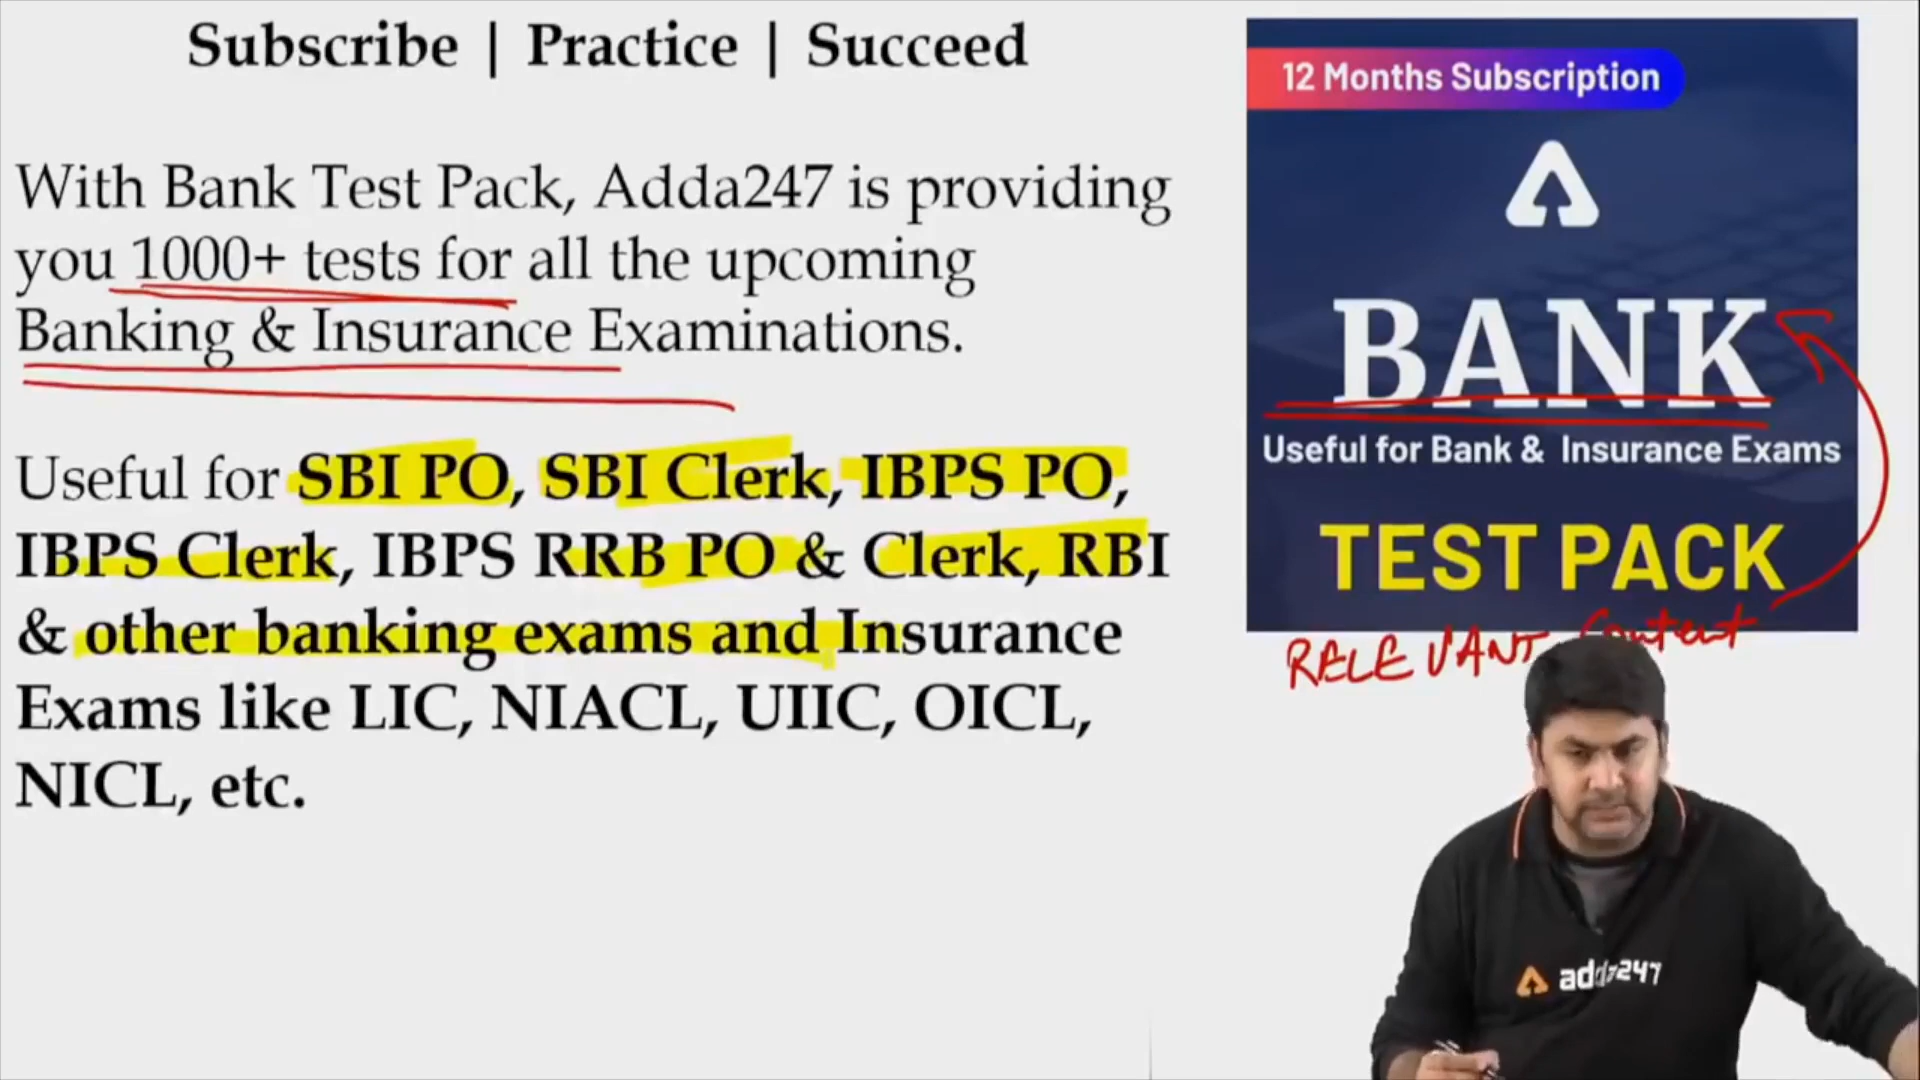 Subscribe | Practice | Succeed
With Bank Test Pack, Adda247 is providing
you 1000+ tests for all the upcoming
Banking & Insurance Examinations.
Useful for SBI PO, SBI Clerk, IBPS PO,
IBPS Clerk, IBPS RRB PO & Clerk, RBI
& other banking exams and Insurance
Exams like LIC, NIACL, UIIC, OICL,
NICL, etc.
12 Months Subscription
BANK
Useful for Bank & Insurance Exams
TEST PACK
RELEVANT Content
adda247